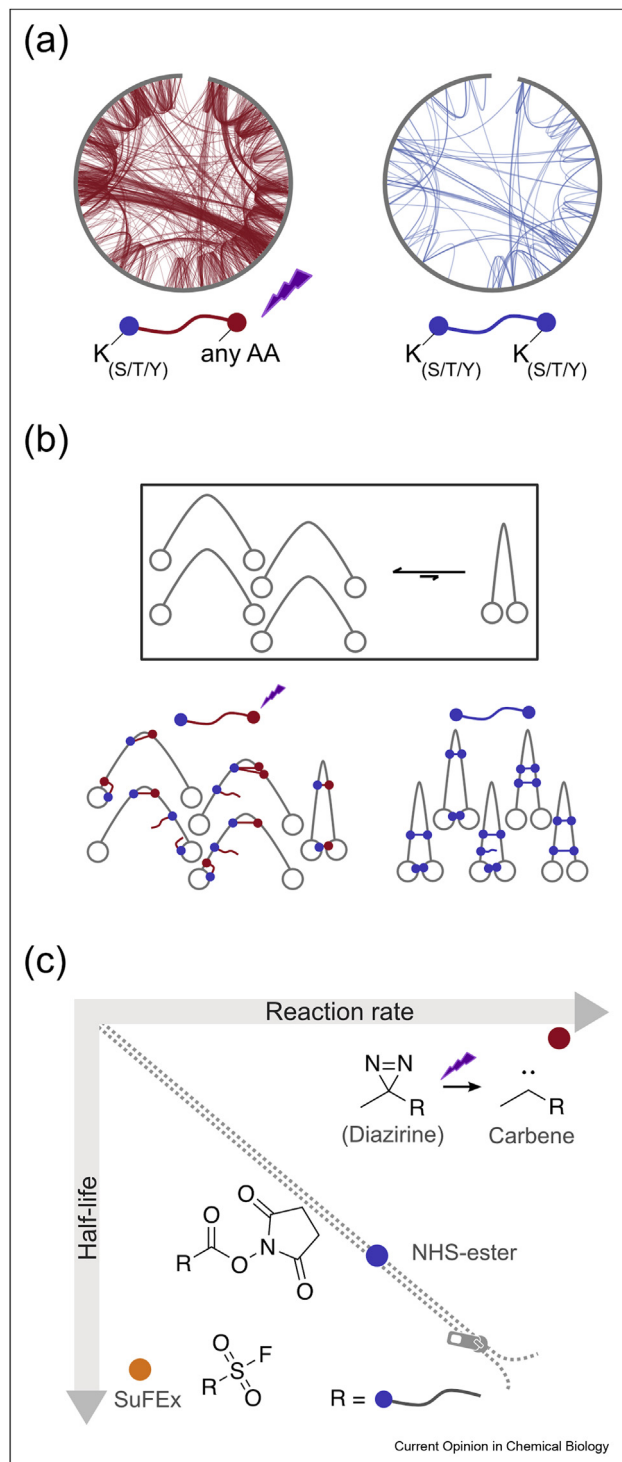 (a)
K(S/T/Y)
any AA
K(S/T/Y)
K(S/T/Y)
(b)
(c)
Reaction rate
Half-life
N=N
R
(Diazirine)
··
R
Carbene
O
O
R
O
N
O
NHS-ester
O
F
S
R
O
SuFEx
R =
Current Opinion in Chemical Biology